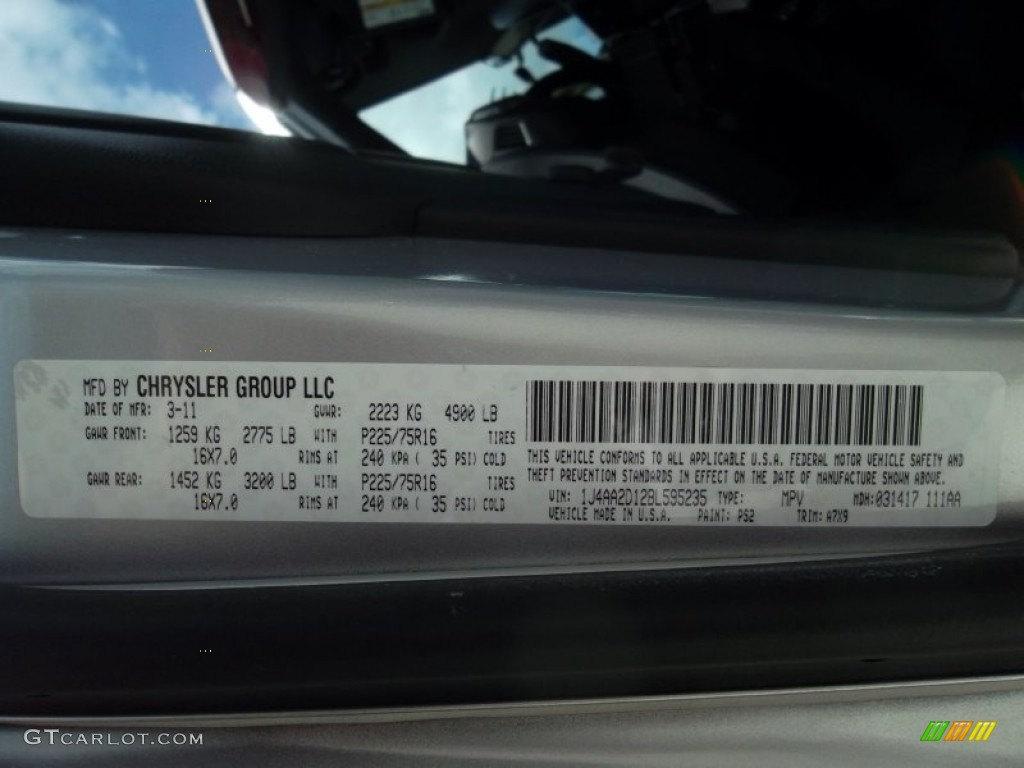 MFD BY CHRYSLER GROUP LLC
DATE OF MFR: 3-11 GVWR: 2223 KG 4900 LB
GAWR FRONT: 1259 KG 2775 LB WITH P225/75R16 TIRES
16X7.0 RIMS AT 240 KPA ( 35 PSI) COLD
GAWR REAR: 1452 KG 3200 LB WITH P225/75R16 TIRES
16X7.0 RIMS AT 240 KPA ( 35 PSI) COLD
THIS VEHICLE CONFORMS TO ALL APPLICABLE U.S.A. FEDERAL MOTOR VEHICLE SAFETY AND
THEFT PREVENTION STANDARDS IN EFFECT ON THE DATE OF MANUFACTURE SHOWN ABOVE.
VIN: 1J4AA2D12BL595235 TYPE: MPV MDH:031417 111AA
VEHICLE MADE IN U.S.A. PAINT: PS2 TRIM: A7X9
GTCARLOT.COM